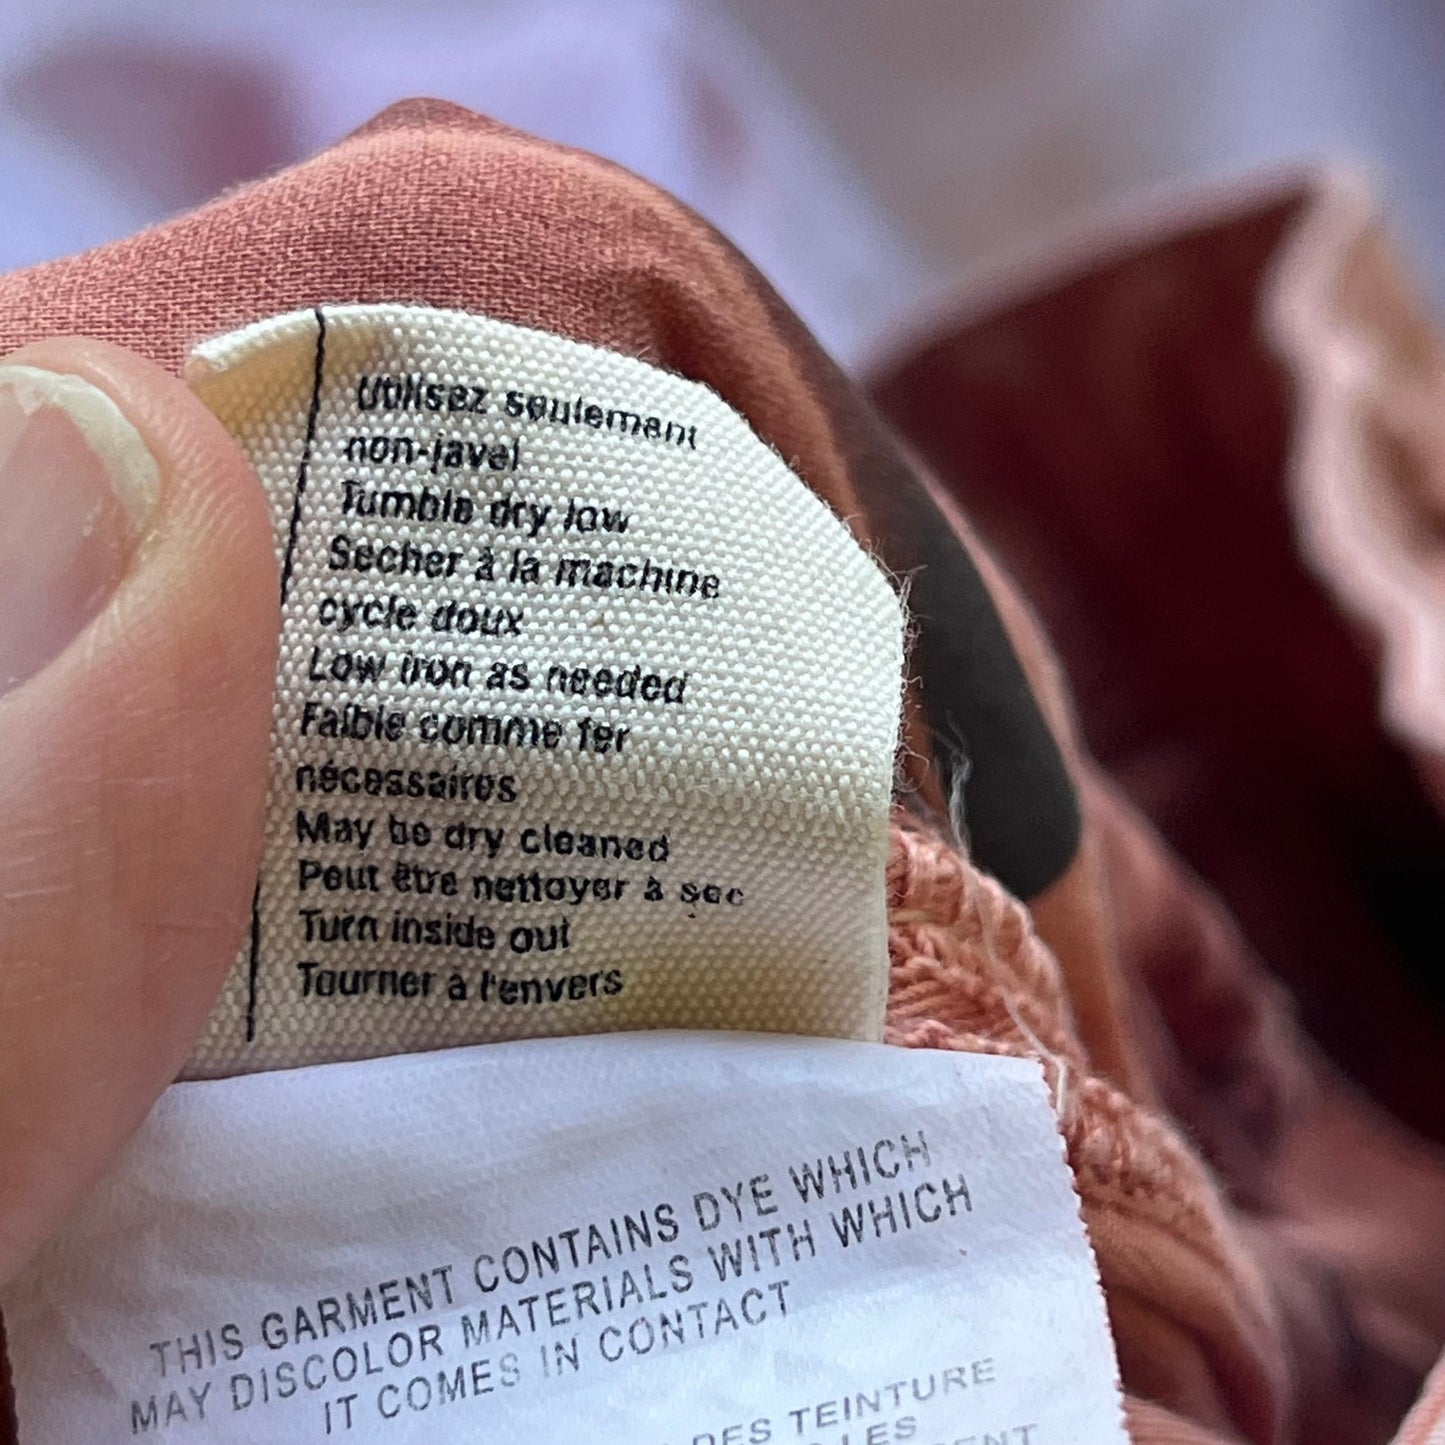 Utilisez seulement
non-javel
Tumble dry low
Secher à la machine
cycle doux
Low iron as needed
Faible comme fer
nécessaires
May be dry cleaned
Peut être nettoyer à sec
Turn inside out
Tourner à l'envers
THIS GARMENT CONTAINS DYE WHICH
MAY DISCOLOR MATERIALS WITH WHICH
IT COMES IN CONTACT
DES TEINTURE
LES